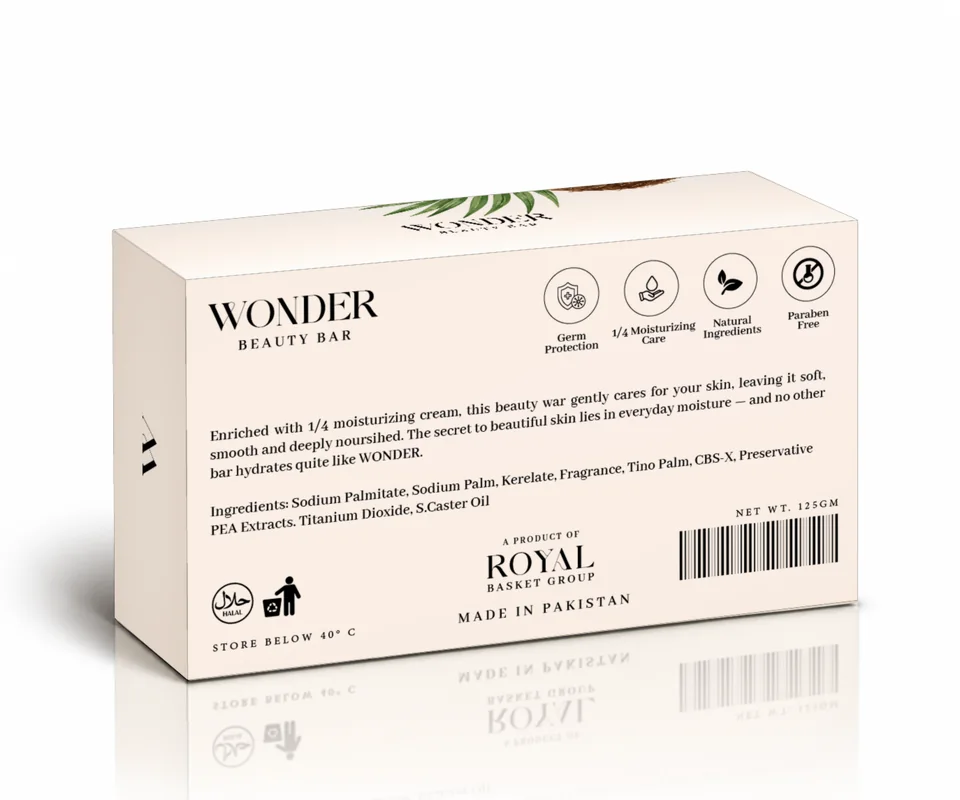 WONDER
BEAUTY BAR
WONDER
BEAUTY BAR
Germ
Protection
1/4 Moisturizing
Care
Natural
Ingredients
Paraben
Free
Enriched with 1/4 moisturizing cream, this beauty war gently cares for your skin, leaving it soft,
smooth and deeply noursihed. The secret to beautiful skin lies in everyday moisture — and no other
bar hydrates quite like WONDER.
Ingredients: Sodium Palmitate, Sodium Palm, Kerelate, Fragrance, Tino Palm, CBS-X, Preservative
PEA Extracts. Titanium Dioxide, S.Caster Oil
NET WT. 125GM
A PRODUCT OF
ROYAL
BASKET GROUP
MADE IN PAKISTAN
حلال
HALAL
STORE BELOW 40° C